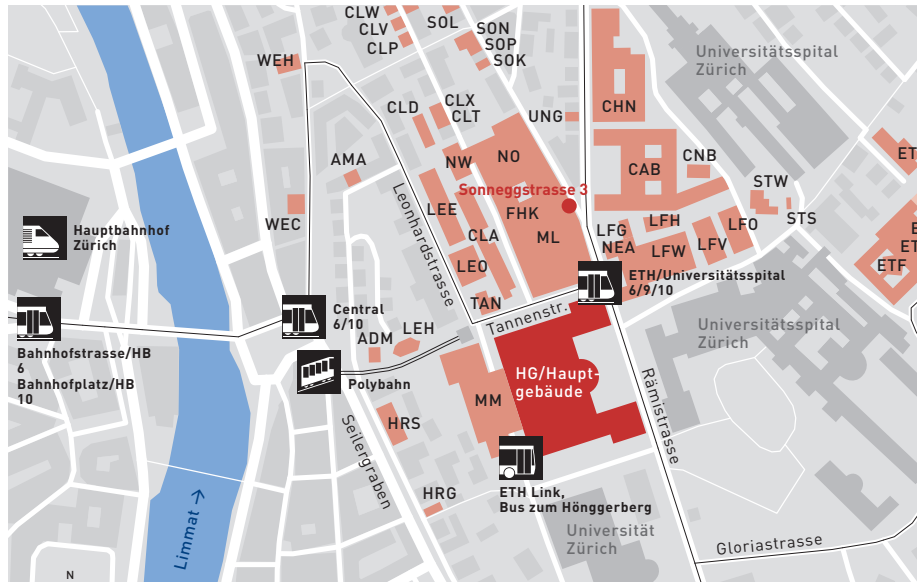 CLW
CLV
CLP
SOL
SON
SOP
SOK
WEH
Universitätsspital
Zürich
CLD
CLX
CLT
UNG
CHN
AMA
NW
NO
CAB
CNB
STW
Sonneggstrasse 3
LEE
FHK
WEC
Leonhardstrasse
CLA
ML
LFG
NEA
LFH
LFW
LFV
LFO
STS
Hauptbahnhof
Zürich
LEO
ETF
ETH/Universitätsspital
6/9/10
TAN
Central
6/10
Tannenstr.
ADM
LEH
Universitätsspital
Zürich
Bahnhofstrasse/HB
6
Bahnhofplatz/HB
10
Polybahn
HG/Haupt-
gebäude
MM
Rämistrasse
HRS
Seilergraben
HRG
ETH Link,
Bus zum Hönggerberg
Limmat →
Universität
Zürich
Gloriastrasse
N